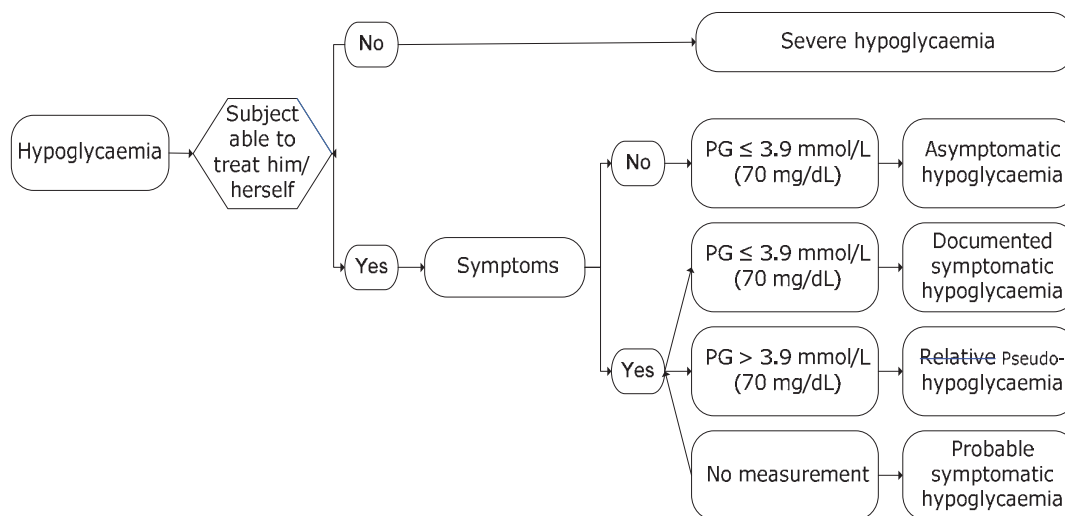 No
Severe hypoglycaemia
Hypoglycaemia
Subject
able to
treat him/
herself
No
PG ≤ 3.9 mmol/L
(70 mg/dL)
Asymptomatic
hypoglycaemia
Yes
Symptoms
PG ≤ 3.9 mmol/L
(70 mg/dL)
Documented
symptomatic
hypoglycaemia
Yes
PG > 3.9 mmol/L
(70 mg/dL)
Relative Pseudo-
hypoglycaemia
No measurement
Probable
symptomatic
hypoglycaemia